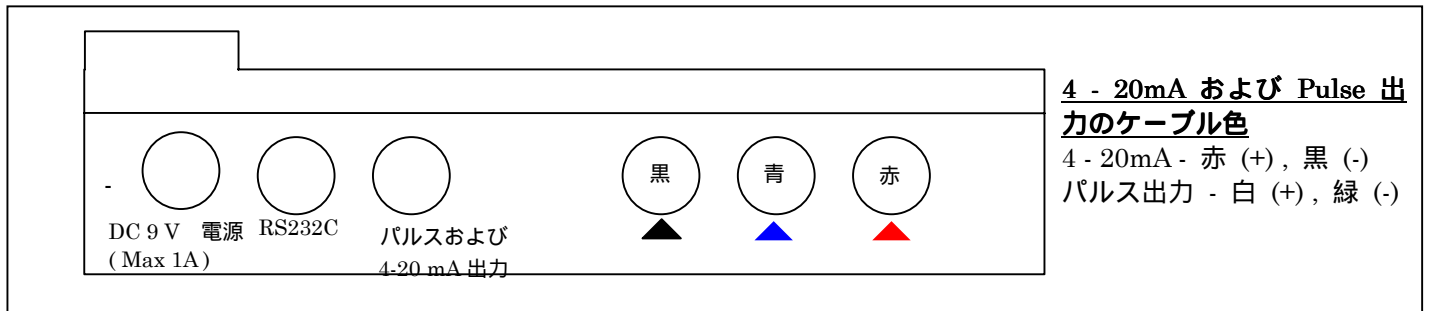 4 - 20mA および Pulse 出
力のケーブル色
4 - 20mA - 赤 (+) , 黒 (-)
パルス出力 - 白 (+) , 緑 (-)
黒
青
赤
-
DC 9 V 電源
( Max 1A )
RS232C
パルスおよび
4-20 mA 出力